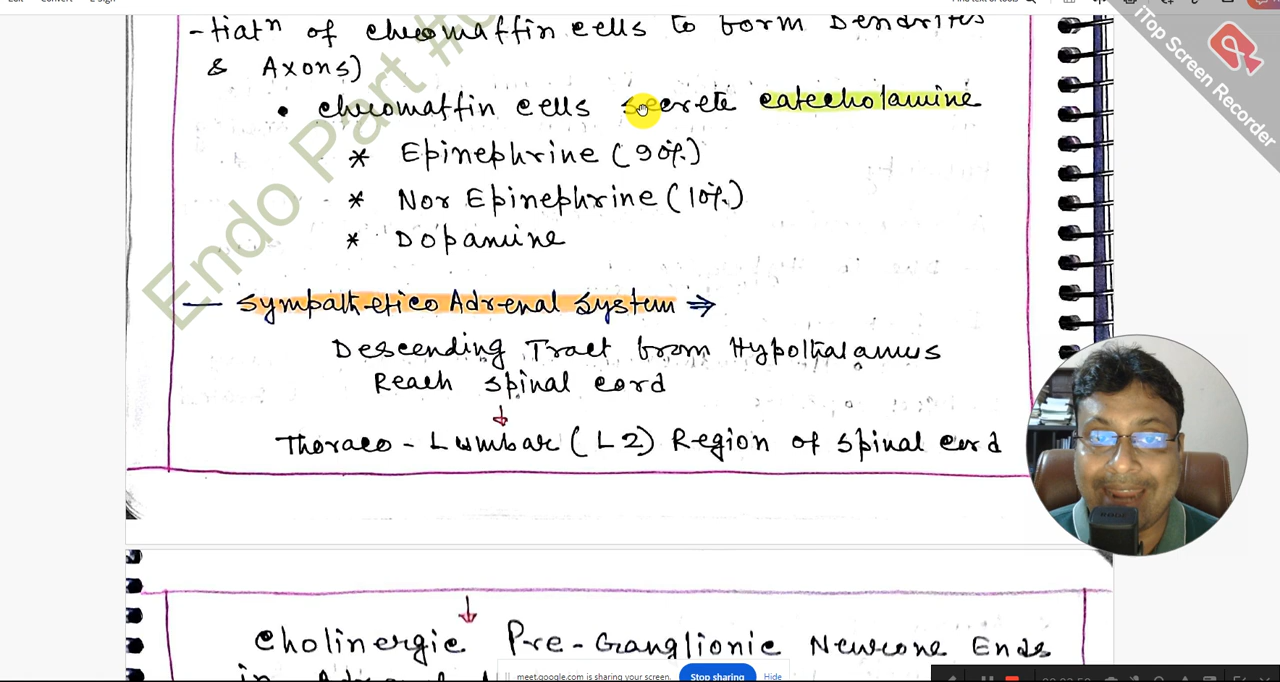 -tiatⁿ of chromaffin cells to form Dendrites
& Axons)
• chromaffin cells secrete catecholamine
* Epinephrine (90%)
* Nor Epinephrine (10%)
* Dopamine
— Sympathetico Adrenal System ⇒
Descending Tract from Hypothalamus
Reach spinal cord
↓
Thoraco - Lumbar (L2) Region of spinal cord
↓
Cholinergic Pre-Ganglionic Neurone Ends
Endo Part
iTop Screen Recorder
meet.google.com is sharing your screen.
Stop sharing
Hide